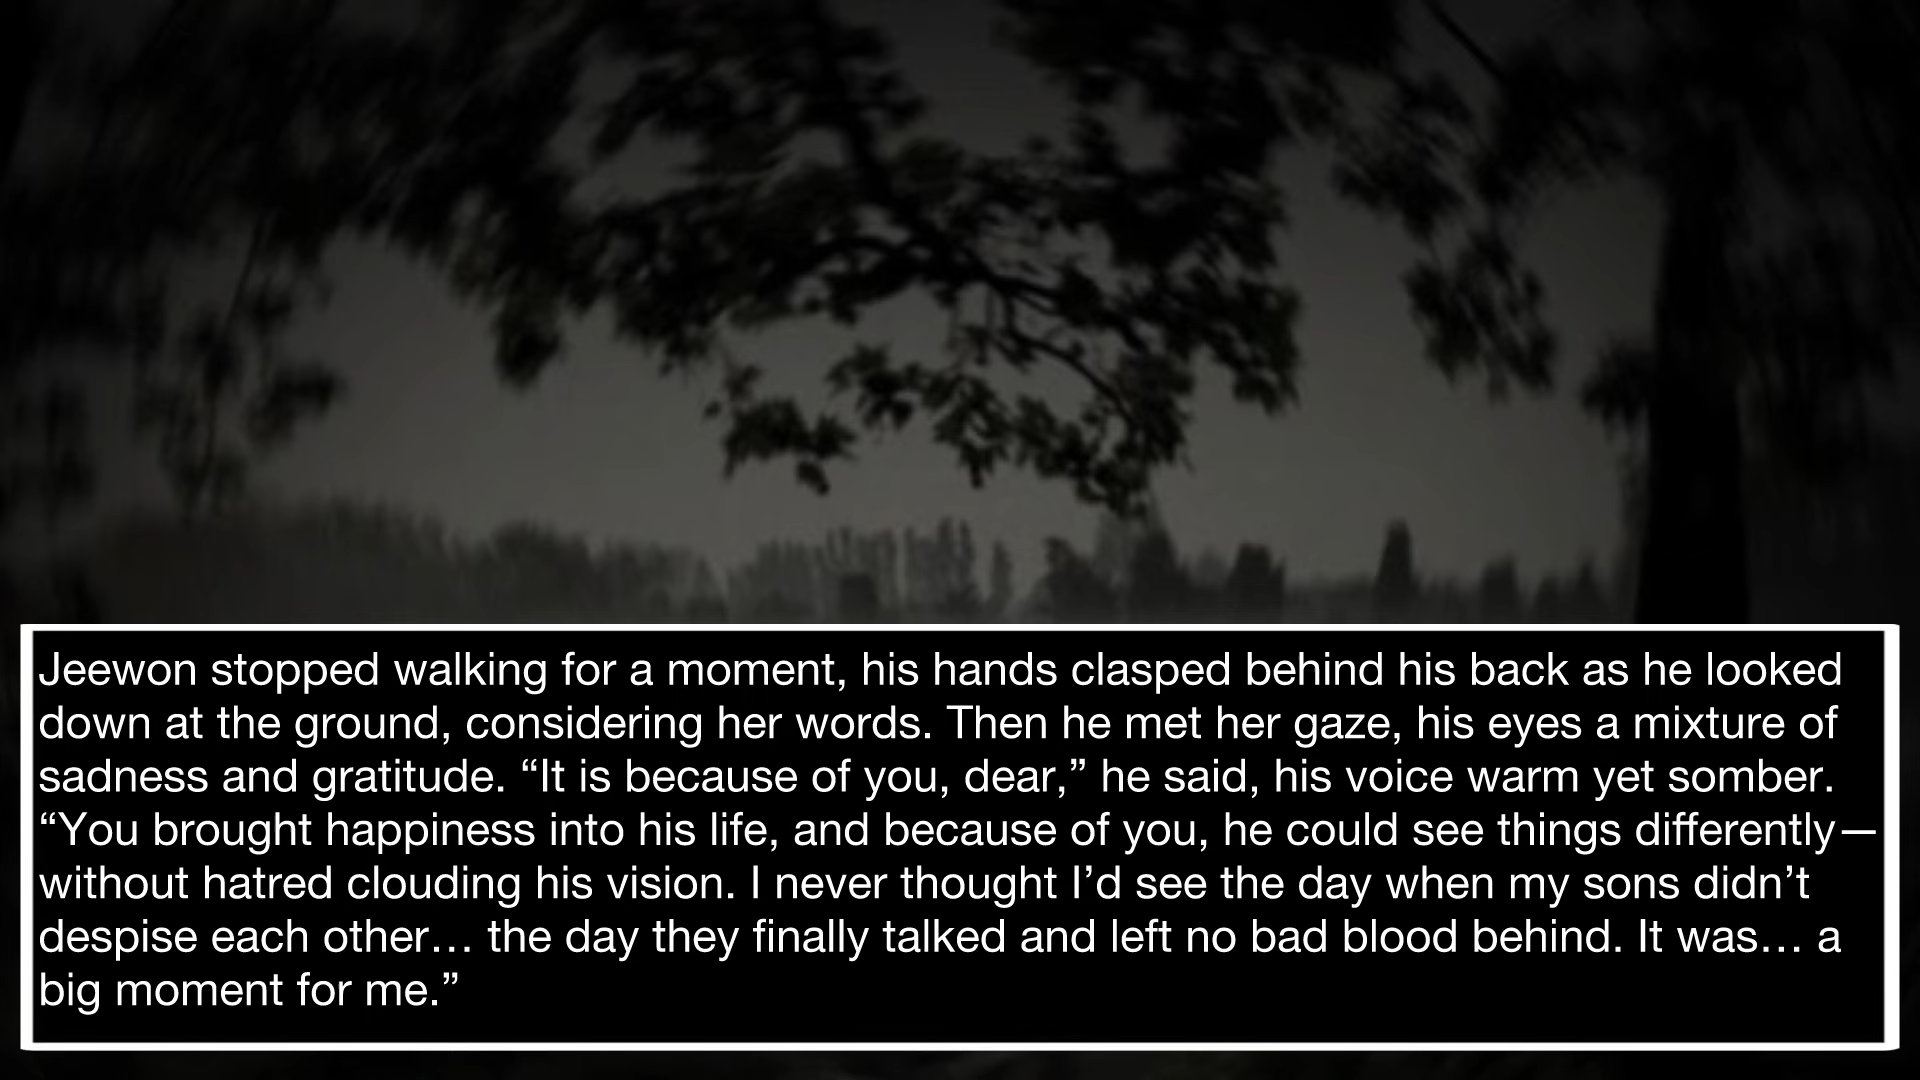 Jeewon stopped walking for a moment, his hands clasped behind his back as he looked
down at the ground, considering her words. Then he met her gaze, his eyes a mixture of
sadness and gratitude. “It is because of you, dear,” he said, his voice warm yet somber.
“You brought happiness into his life, and because of you, he could see things differently—
without hatred clouding his vision. I never thought I’d see the day when my sons didn’t
despise each other… the day they finally talked and left no bad blood behind. It was… a
big moment for me.”